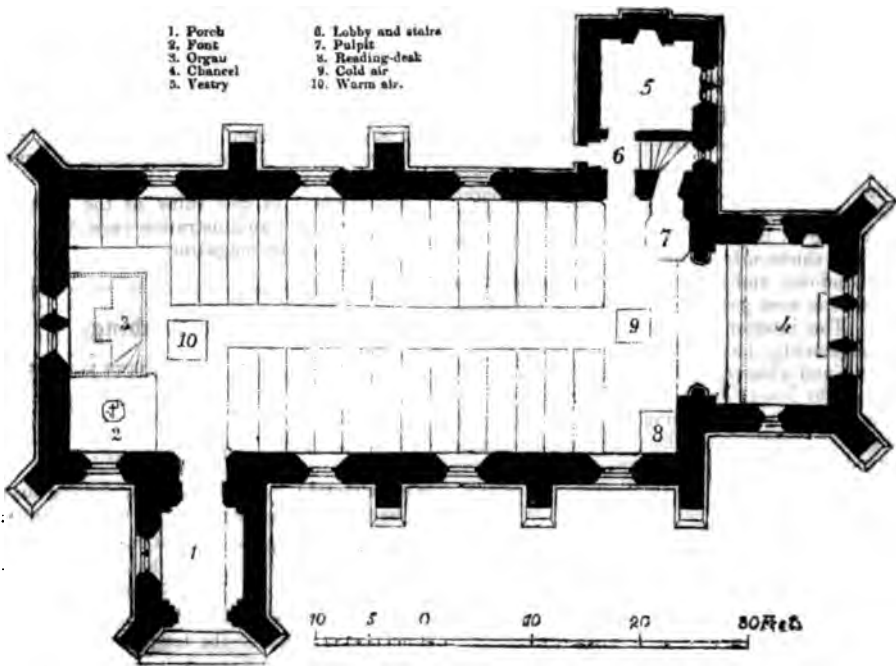 1. Porch
2. Font
3. Organ
4. Chancel
5. Vestry
6. Lobby and stairs
7. Pulpit
8. Reading-desk
9. Cold air
10. Warm air.
5
6
7
3
10
9
4
2
8
1
10 5 0 10 20 30 Feet